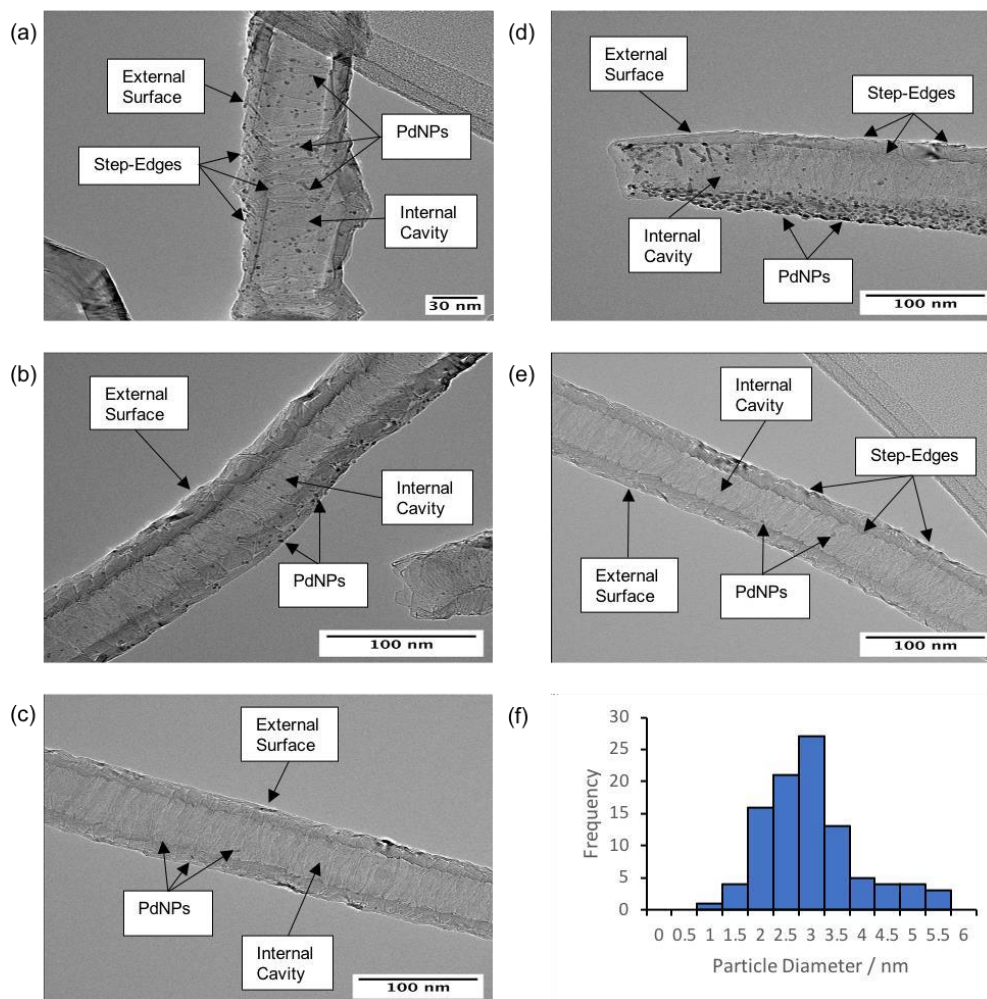 (a)
External
Surface
PdNPs
Step-Edges
Internal
Cavity
30 nm
(b)
External
Surface
Internal
Cavity
PdNPs
100 nm
(c)
External
Surface
PdNPs
Internal
Cavity
100 nm
(d)
External
Surface
Step-Edges
Internal
Cavity
PdNPs
100 nm
(e)
Internal
Cavity
Step-Edges
External
Surface
PdNPs
100 nm
(f)
30
25
20
15
10
5
0
Frequency
0 0.5 1 1.5 2 2.5 3 3.5 4 4.5 5 5.5 6
Particle Diameter / nm